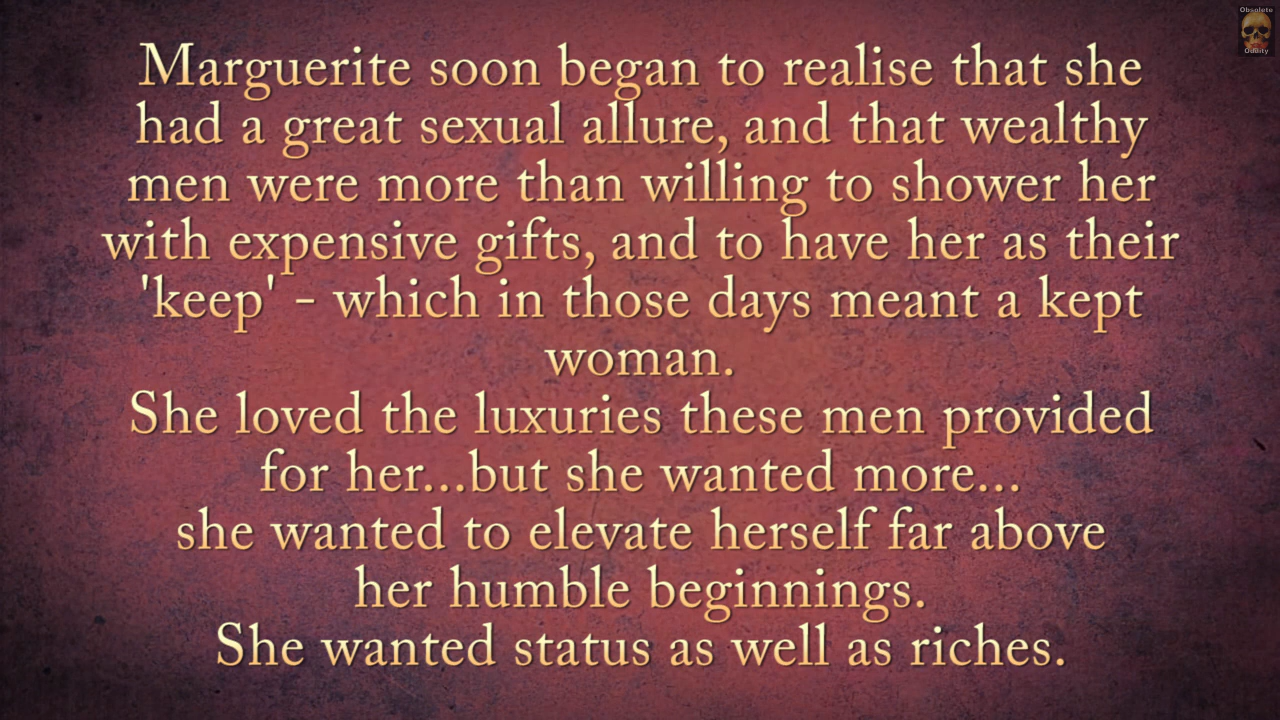 Obsolete
Oddity
Marguerite soon began to realise that she
had a great sexual allure, and that wealthy
men were more than willing to shower her
with expensive gifts, and to have her as their
'keep' - which in those days meant a kept
woman.
She loved the luxuries these men provided
for her...but she wanted more...
she wanted to elevate herself far above
her humble beginnings.
She wanted status as well as riches.